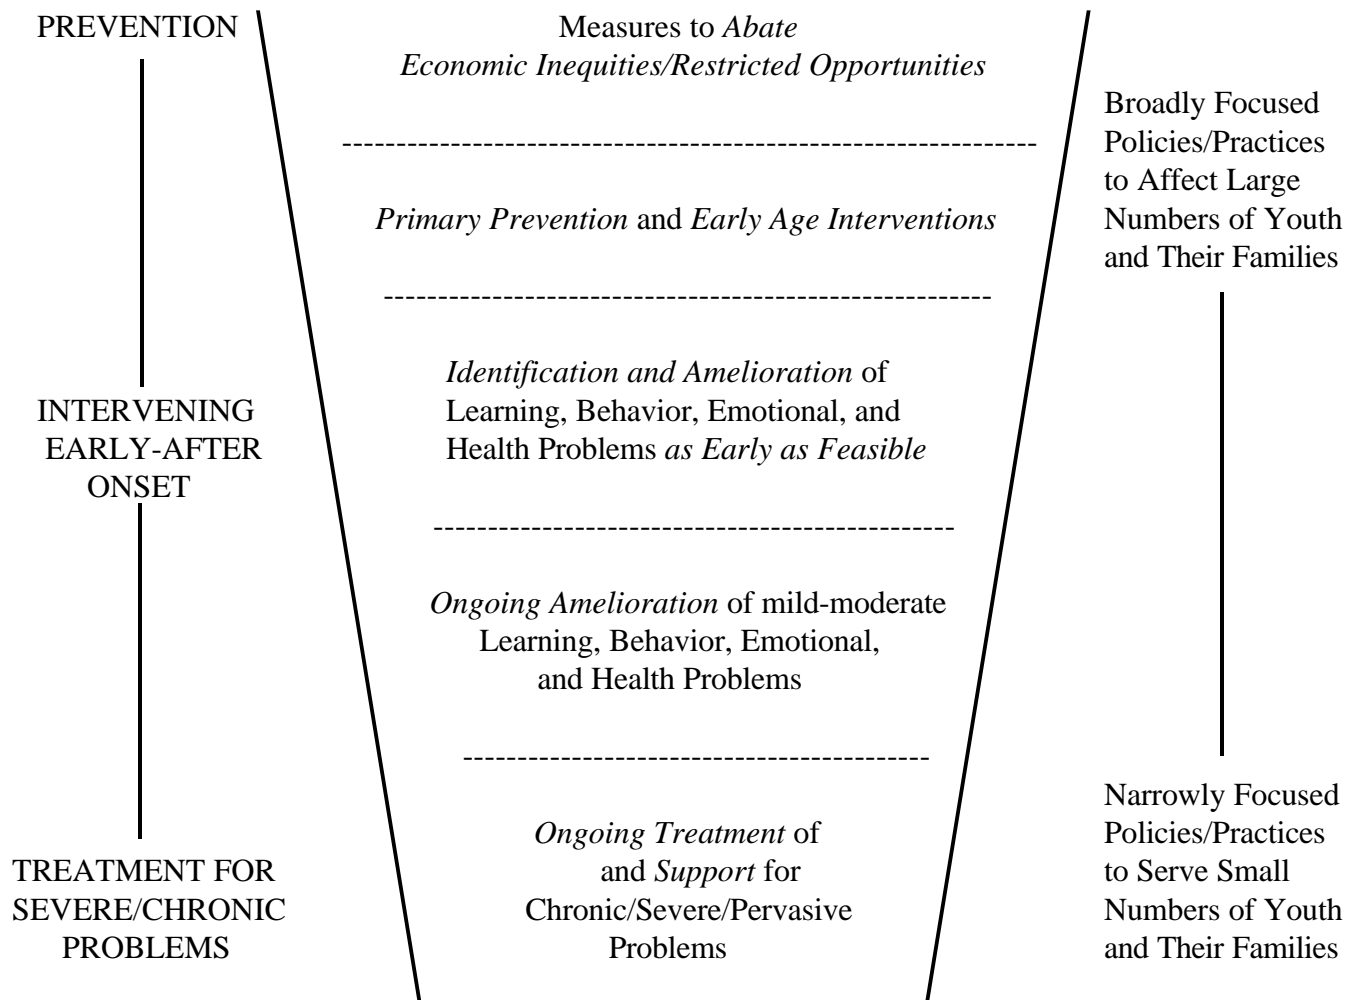 PREVENTION
Measures to Abate
Economic Inequities/Restricted Opportunities
Broadly Focused
Policies/Practices
to Affect Large
Numbers of Youth
and Their Families
Primary Prevention and Early Age Interventions
INTERVENING
EARLY-AFTER
ONSET
Identification and Amelioration of
Learning, Behavior, Emotional, and
Health Problems as Early as Feasible
Ongoing Amelioration of mild-moderate
Learning, Behavior, Emotional,
and Health Problems
TREATMENT FOR
SEVERE/CHRONIC
PROBLEMS
Ongoing Treatment of
and Support for
Chronic/Severe/Pervasive
Problems
Narrowly Focused
Policies/Practices
to Serve Small
Numbers of Youth
and Their Families